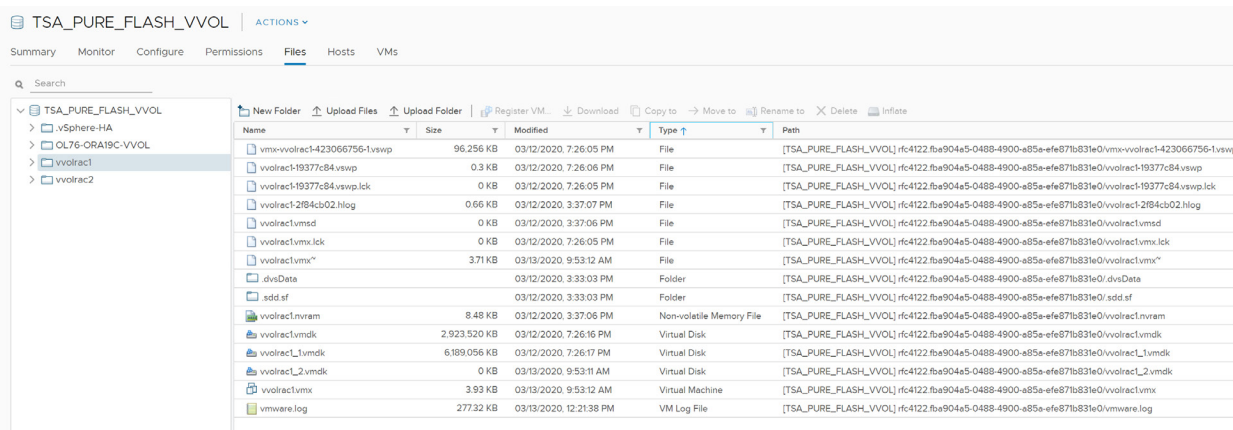 TSA_PURE_FLASH_VVOL ACTIONS
Summary Monitor Configure Permissions Files Hosts VMs
Search
TSA_PURE_FLASH_VVOL
.vSphere-HA
OL76-ORA19C-VVOL
vvolrac1
vvolrac2
New Folder Upload Files Upload Folder Register VM... Download Copy to Move to Rename to Delete Inflate
Name Size Modified Type Path
vmx-vvolrac1-423066756-1.vswp 96,256 KB 03/12/2020, 7:26:05 PM File [TSA_PURE_FLASH_VVOL] rfc4122.fba904a5-0488-4900-a85a-efe871b831e0/vmx-vvolrac1-423066756-1.vswp
vvolrac1-19377c84.vswp 0.3 KB 03/12/2020, 7:26:06 PM File [TSA_PURE_FLASH_VVOL] rfc4122.fba904a5-0488-4900-a85a-efe871b831e0/vvolrac1-19377c84.vswp
vvolrac1-19377c84.vswp.lck 0 KB 03/12/2020, 7:26:05 PM File [TSA_PURE_FLASH_VVOL] rfc4122.fba904a5-0488-4900-a85a-efe871b831e0/vvolrac1-19377c84.vswp.lck
vvolrac1-2f84cb02.hlog 0.66 KB 03/12/2020, 3:37:07 PM File [TSA_PURE_FLASH_VVOL] rfc4122.fba904a5-0488-4900-a85a-efe871b831e0/vvolrac1-2f84cb02.hlog
vvolrac1.vmsd 0 KB 03/12/2020, 3:37:06 PM File [TSA_PURE_FLASH_VVOL] rfc4122.fba904a5-0488-4900-a85a-efe871b831e0/vvolrac1.vmsd
vvolrac1.vmx.lck 0 KB 03/12/2020, 7:26:05 PM File [TSA_PURE_FLASH_VVOL] rfc4122.fba904a5-0488-4900-a85a-efe871b831e0/vvolrac1.vmx.lck
vvolrac1.vmx~ 3.71 KB 03/13/2020, 9:53:12 AM File [TSA_PURE_FLASH_VVOL] rfc4122.fba904a5-0488-4900-a85a-efe871b831e0/vvolrac1.vmx~
.dvsData 03/12/2020, 3:33:03 PM Folder [TSA_PURE_FLASH_VVOL] rfc4122.fba904a5-0488-4900-a85a-efe871b831e0/.dvsData
.sdd.sf 03/12/2020, 3:33:03 PM Folder [TSA_PURE_FLASH_VVOL] rfc4122.fba904a5-0488-4900-a85a-efe871b831e0/.sdd.sf
vvolrac1.nvram 8.48 KB 03/12/2020, 3:37:06 PM Non-volatile Memory File [TSA_PURE_FLASH_VVOL] rfc4122.fba904a5-0488-4900-a85a-efe871b831e0/vvolrac1.nvram
vvolrac1.vmdk 2,923,520 KB 03/12/2020, 7:26:16 PM Virtual Disk [TSA_PURE_FLASH_VVOL] rfc4122.fba904a5-0488-4900-a85a-efe871b831e0/vvolrac1.vmdk
vvolrac1_1.vmdk 6,189,056 KB 03/12/2020, 7:26:17 PM Virtual Disk [TSA_PURE_FLASH_VVOL] rfc4122.fba904a5-0488-4900-a85a-efe871b831e0/vvolrac1_1.vmdk
vvolrac1_2.vmdk 0 KB 03/13/2020, 9:53:11 AM Virtual Disk [TSA_PURE_FLASH_VVOL] rfc4122.fba904a5-0488-4900-a85a-efe871b831e0/vvolrac1_2.vmdk
vvolrac1.vmx 3.93 KB 03/13/2020, 9:53:12 AM Virtual Machine [TSA_PURE_FLASH_VVOL] rfc4122.fba904a5-0488-4900-a85a-efe871b831e0/vvolrac1.vmx
vmware.log 277.32 KB 03/13/2020, 12:21:38 PM VM Log File [TSA_PURE_FLASH_VVOL] rfc4122.fba904a5-0488-4900-a85a-efe871b831e0/vmware.log